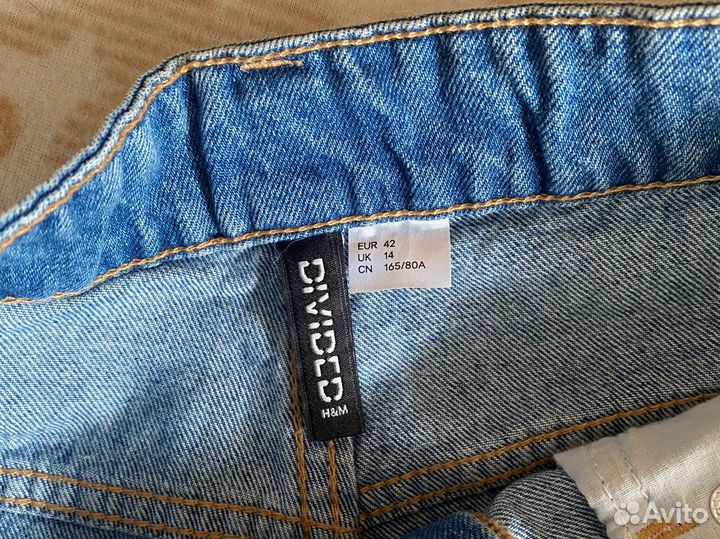 EUR 42
UK 14
CN 165/80A
DIVIDED
H&M
Avito